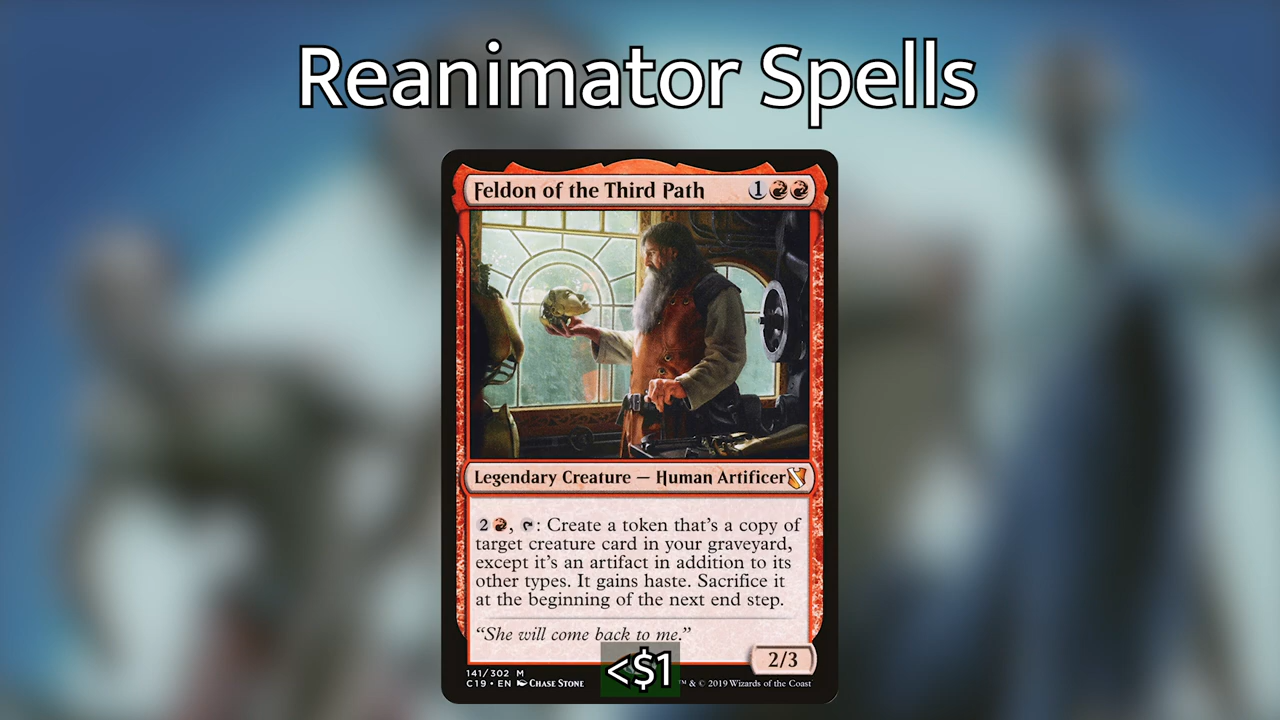 Reanimator Spells
Feldon of the Third Path 1
Legendary Creature — Human Artificer
2 , : Create a token that's a copy of
target creature card in your graveyard,
except it's an artifact in addition to its
other types. It gains haste. Sacrifice it
at the beginning of the next end step.
“She will come back to me.”
2/3
<$1
141/302 M
C19 • EN Chase Stone ™ & © 2019 Wizards of the Coast